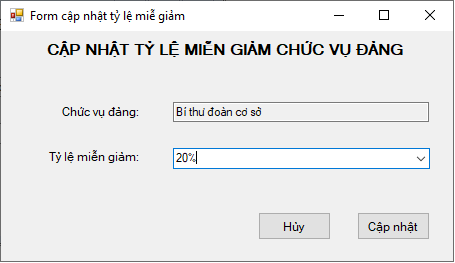 Form cập nhật tỷ lệ miễ giảm
CẬP NHẬT TỶ LỆ MIỄN GIẢM CHỨC VỤ ĐẢNG
Chức vụ đảng: Bí thư đoàn cơ sở
Tỷ lệ miễn giảm: 20%
Hủy Cập nhật